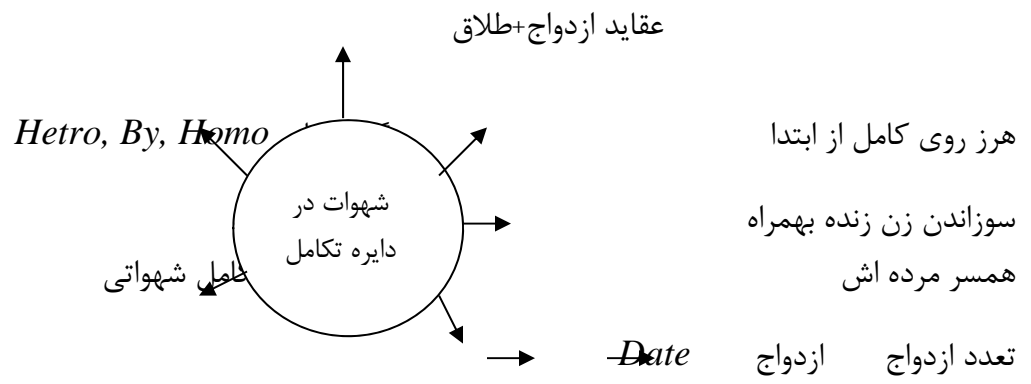 عقاید ازدواج+طلاق
هرز روی کامل از ابتدا
Hetro, By, Homo
شهوات در
دایره تکامل
سوزاندن زن زنده بهمراه
همسر مرده اش
شهواتی
Date ازدواج تعدد ازدواج